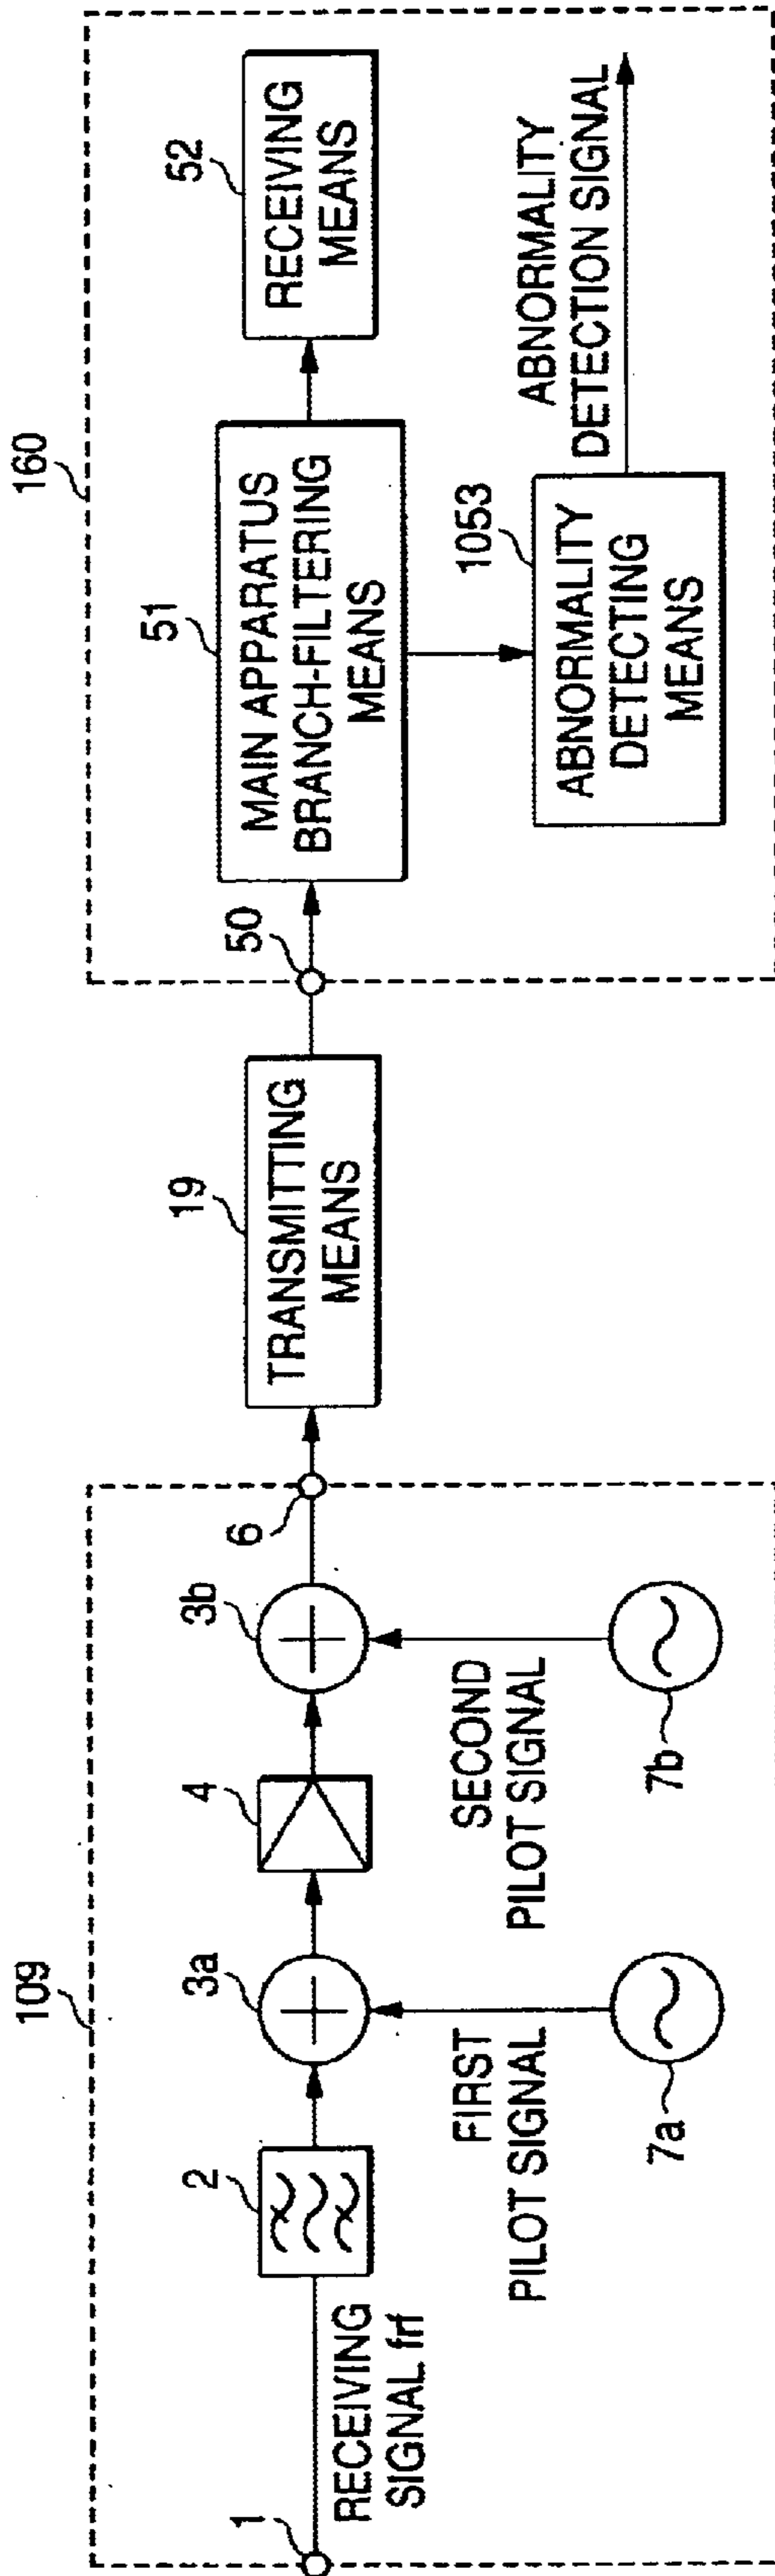 109
1
RECEIVING
SIGNAL frf
2
3a
4
3b
6
FIRST
PILOT SIGNAL
7a
SECOND
PILOT SIGNAL
7b
19
TRANSMITTING
MEANS
160
50
51
MAIN APPARATUS
BRANCH-FILTERING
MEANS
52
RECEIVING
MEANS
1053
ABNORMALITY
DETECTING
MEANS
ABNORMALITY
DETECTION SIGNAL